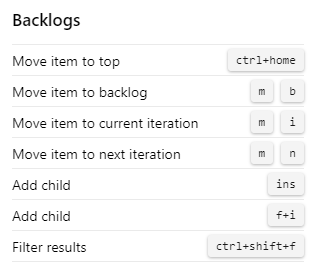 Backlogs
Move item to top ctrl+home
Move item to backlog m b
Move item to current iteration m i
Move item to next iteration m n
Add child ins
Add child f+i
Filter results ctrl+shift+f